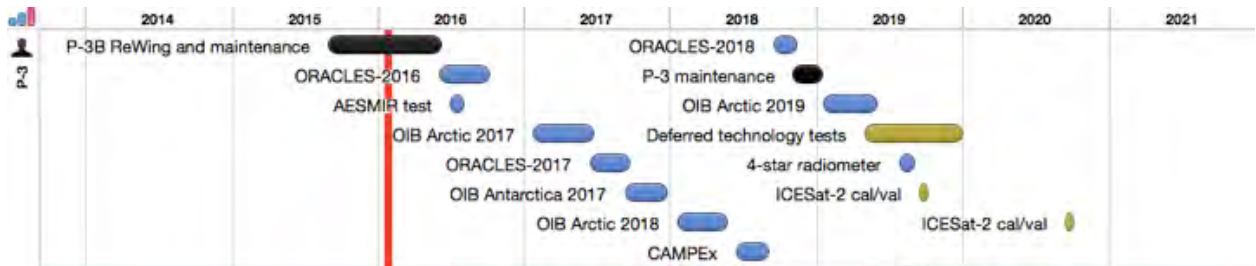 2014 2015 2016 2017 2018 2019 2020 2021
P-3
P-3B ReWing and maintenance
ORACLES-2018
ORACLES-2016
P-3 maintenance
AESMIR test
OIB Arctic 2019
OIB Arctic 2017
Deferred technology tests
ORACLES-2017
4-star radiometer
OIB Antarctica 2017
ICESat-2 cal/val
OIB Arctic 2018
ICESat-2 cal/val
CAMPEx